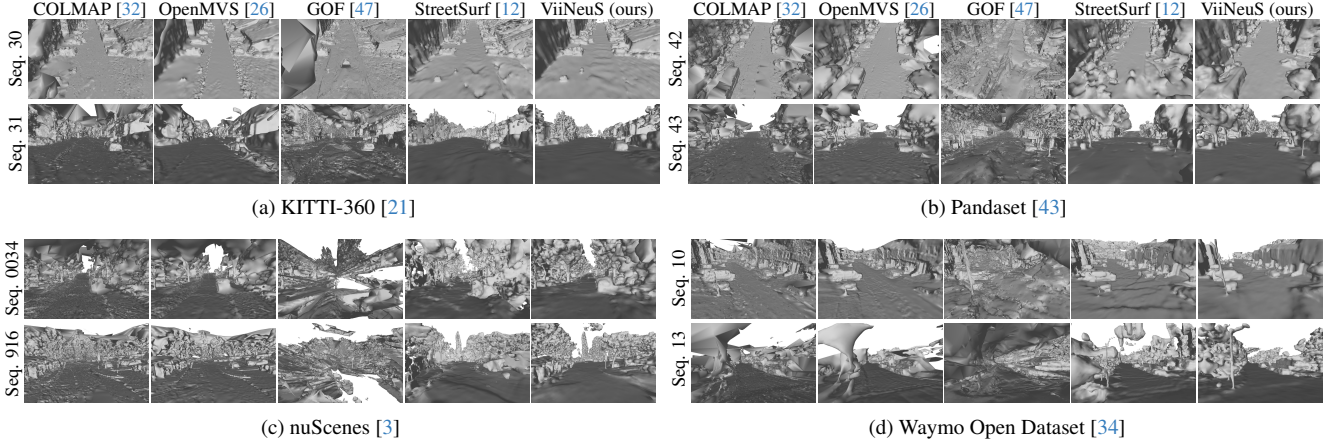 COLMAP [32] OpenMVS [26] GOF [47] StreetSurf [12] ViiNeuS (ours)
Seq. 30
Seq. 31
(a) KITTI-360 [21]
COLMAP [32] OpenMVS [26] GOF [47] StreetSurf [12] ViiNeuS (ours)
Seq. 42
Seq. 43
(b) Pandaset [43]
Seq. 0034
Seq. 916
(c) nuScenes [3]
Seq. 10
Seq. 13
(d) Waymo Open Dataset [34]